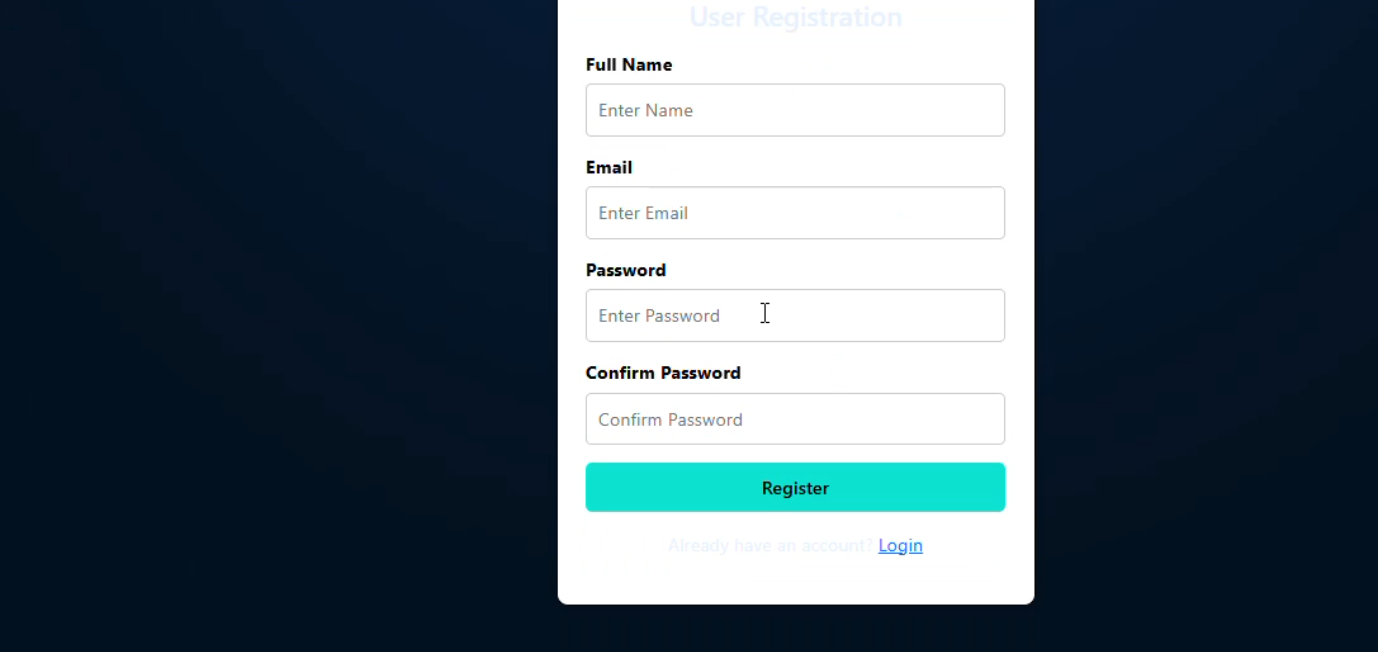 User Registration
Full Name
Enter Name
Email
Enter Email
Password
Enter Password
Confirm Password
Confirm Password
Register
Already have an account? Login